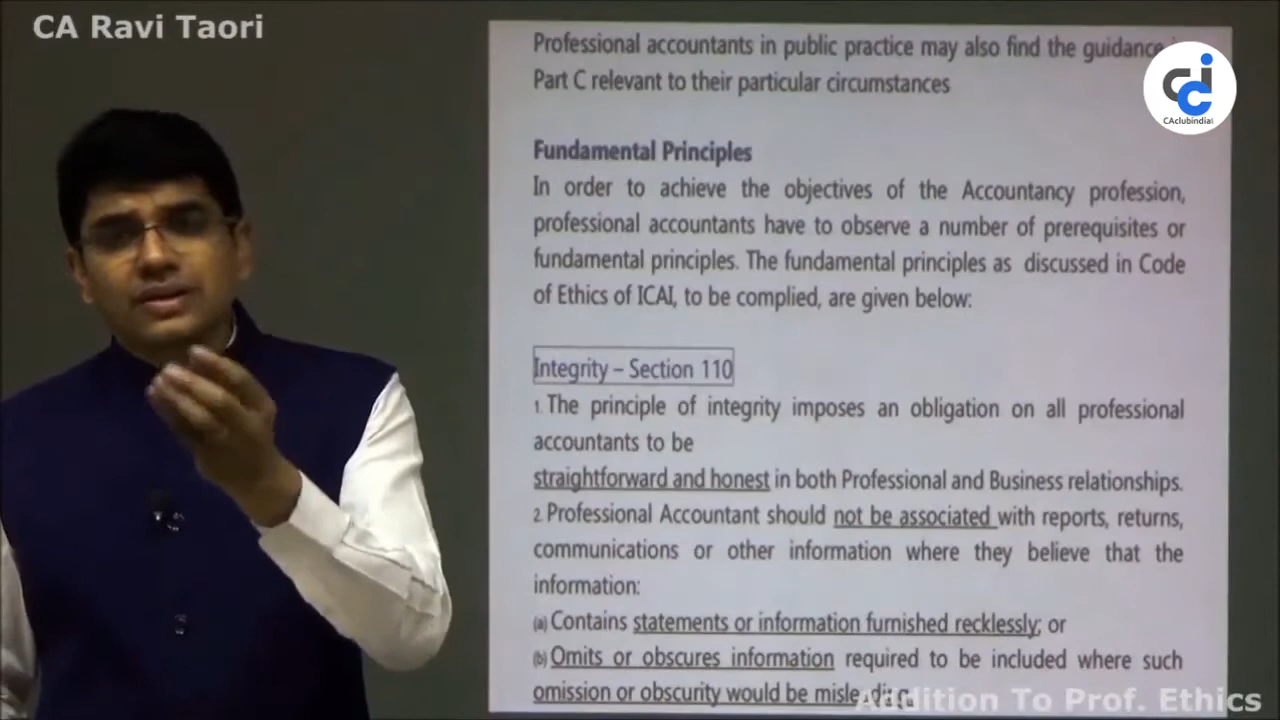 CA Ravi Taori
Professional accountants in public practice may also find the guidance
Part C relevant to their particular circumstances
CAclubindia
Fundamental Principles
In order to achieve the objectives of the Accountancy profession,
professional accountants have to observe a number of prerequisites or
fundamental principles. The fundamental principles as discussed in Code
of Ethics of ICAI, to be complied, are given below:
Integrity – Section 110
1. The principle of integrity imposes an obligation on all professional
accountants to be
straightforward and honest in both Professional and Business relationships.
2. Professional Accountant should not be associated with reports, returns,
communications or other information where they believe that the
information:
(a) Contains statements or information furnished recklessly; or
(b) Omits or obscures information required to be included where such
omission or obscurity would be misleading.
Addition To Prof. Ethics